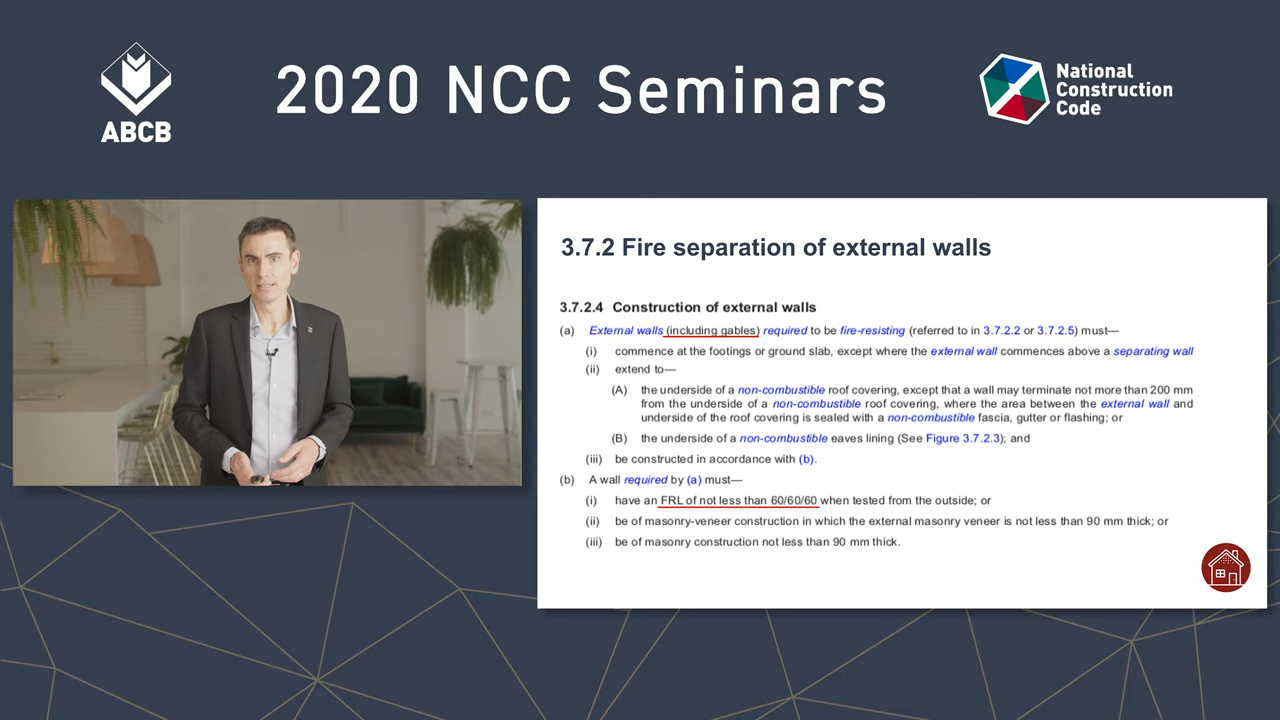 ABCB
2020 NCC Seminars
National
Construction
Code
3.7.2 Fire separation of external walls
3.7.2.4 Construction of external walls
(a) External walls (including gables) required to be fire-resisting (referred to in 3.7.2.2 or 3.7.2.5) must—
(i) commence at the footings or ground slab, except where the external wall commences above a separating wall
(ii) extend to—
(A) the underside of a non-combustible roof covering, except that a wall may terminate not more than 200 mm
from the underside of a non-combustible roof covering, where the area between the external wall and
underside of the roof covering is sealed with a non-combustible fascia, gutter or flashing; or
(B) the underside of a non-combustible eaves lining (See Figure 3.7.2.3); and
(iii) be constructed in accordance with (b).
(b) A wall required by (a) must—
(i) have an FRL of not less than 60/60/60 when tested from the outside; or
(ii) be of masonry-veneer construction in which the external masonry veneer is not less than 90 mm thick; or
(iii) be of masonry construction not less than 90 mm thick.